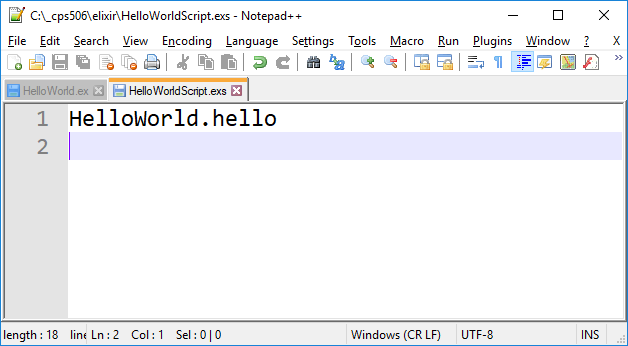 C:\_cps506\elixir\HelloWorldScript.exs - Notepad++
File Edit Search View Encoding Language Settings Tools Macro Run Plugins Window ? X
HelloWorld.ex HelloWorldScript.exs
1 HelloWorld.hello
2
length : 18 line Ln : 2 Col : 1 Sel : 0 | 0 Windows (CR LF) UTF-8 INS